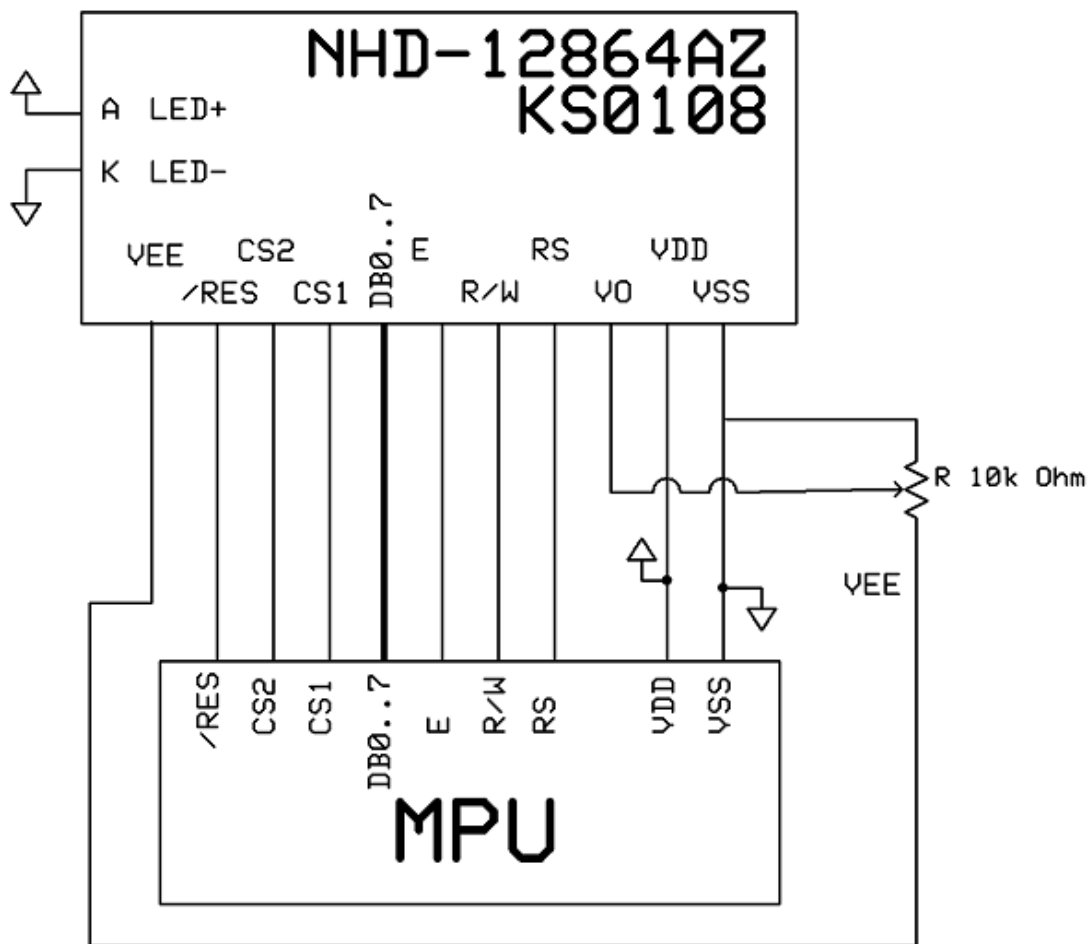 NHD-12864AZ
KS0108
A LED+
K LED-
VEE
/RES
CS2
CS1
DB0..7
E
R/W
RS
VO
VDD
VSS
R 10k Ohm
VEE
/RES
CS2
CS1
DB0..7
E
R/W
RS
VDD
VSS
MPU